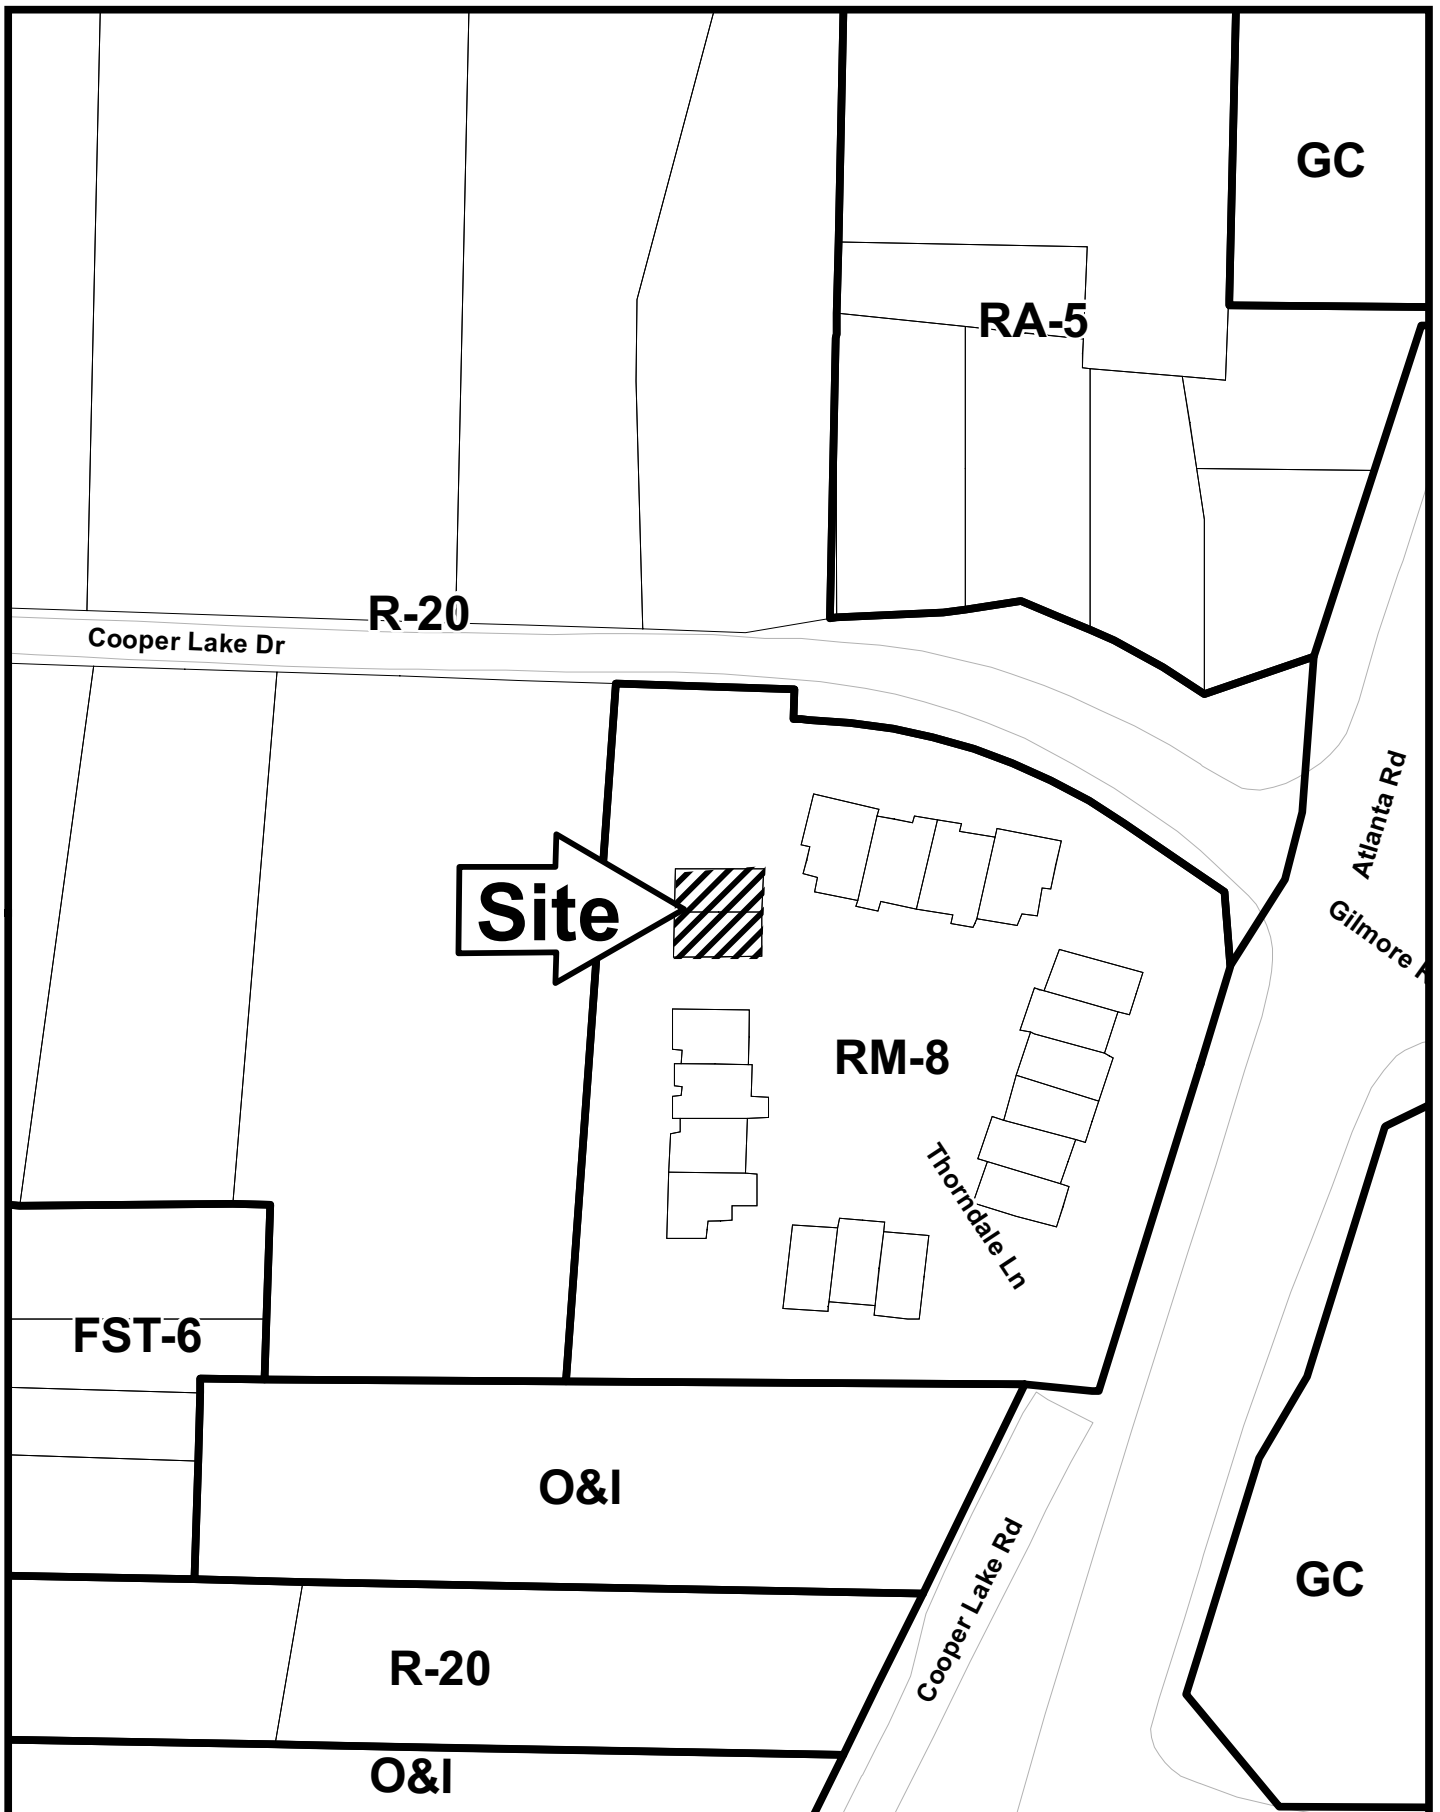 GC
RA-5
R-20
Cooper Lake Dr
Atlanta Rd
Site
Gilmore
RM-8
Thorndale Ln
FST-6
O&I
Cooper Lake Rd
GC
R-20
O&I